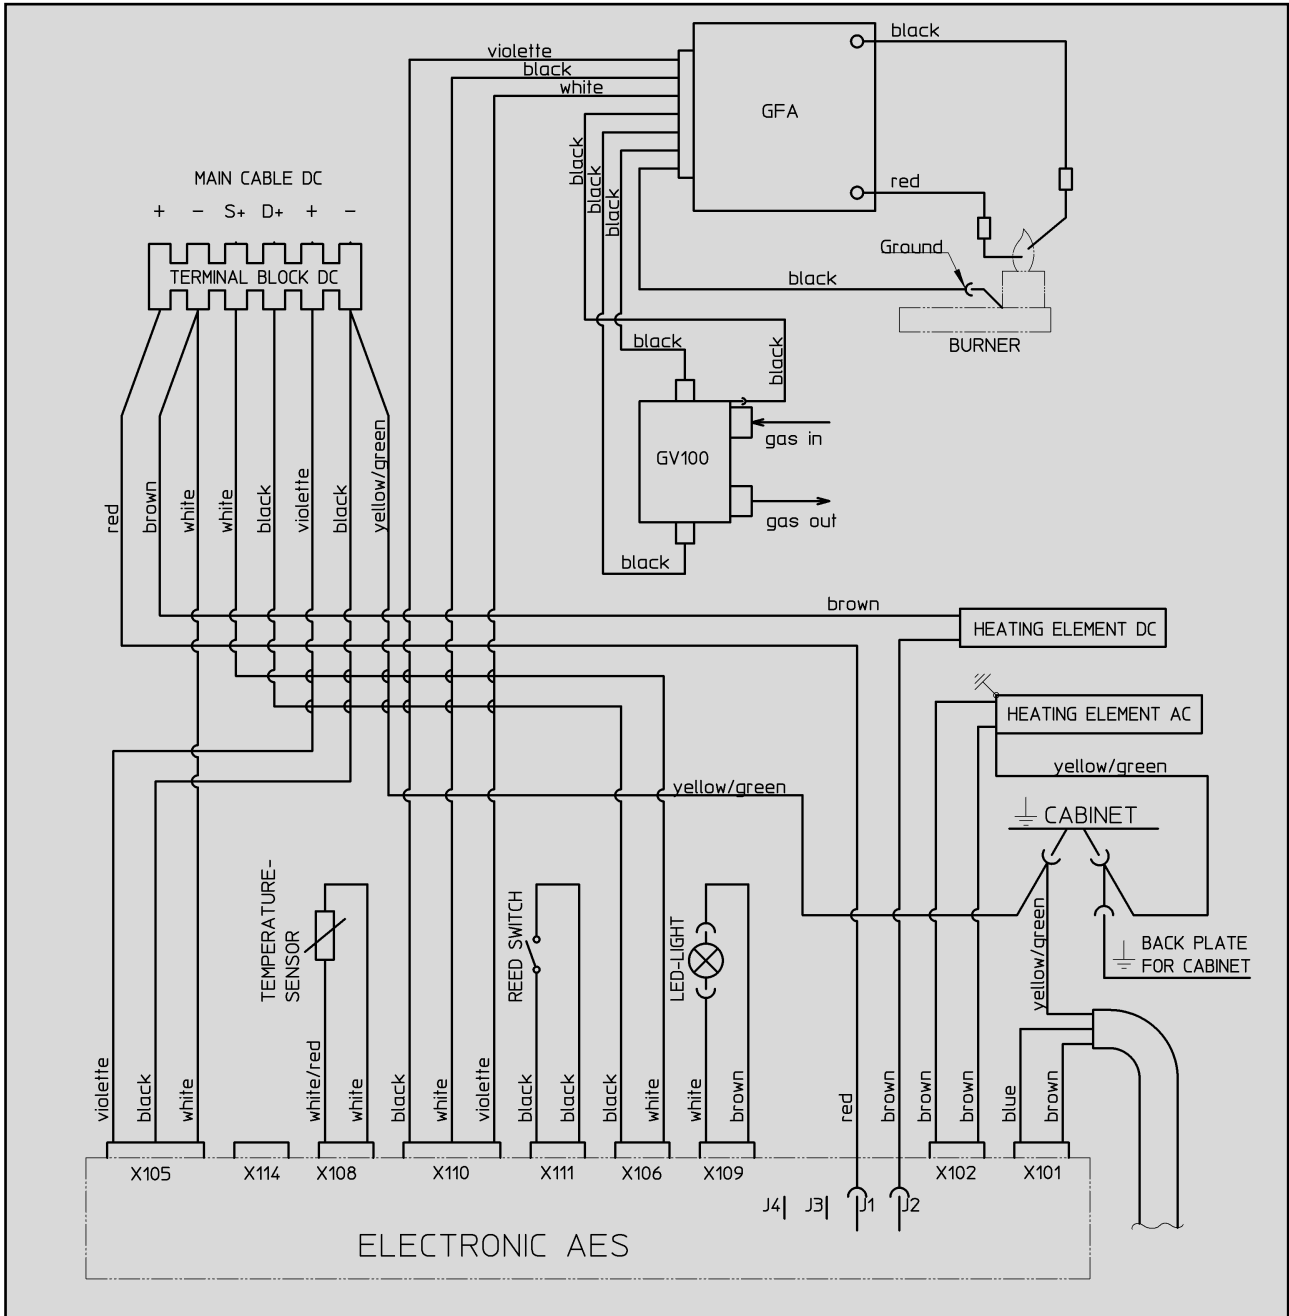 violette
black
white
black
black
black
GFA
black
red
Ground
black
BURNER
MAIN CABLE DC
+ − S+ D+ + −
TERMINAL BLOCK DC
black
black
gas in
GV100
gas out
black
red
brown
white
white
black
violette
black
yellow/green
brown
HEATING ELEMENT DC
HEATING ELEMENT AC
yellow/green
yellow/green
CABINET
yellow/green
BACK PLATE
FOR CABINET
TEMPERATURE-
SENSOR
REED SWITCH
LED-LIGHT
violette
black
white
white/red
white
black
white
violette
black
black
black
white
white
brown
red
brown
brown
brown
blue
brown
X105 X114 X108 X110 X111 X106 X109 X102 X101
J4 J3 J1 J2
ELECTRONIC AES